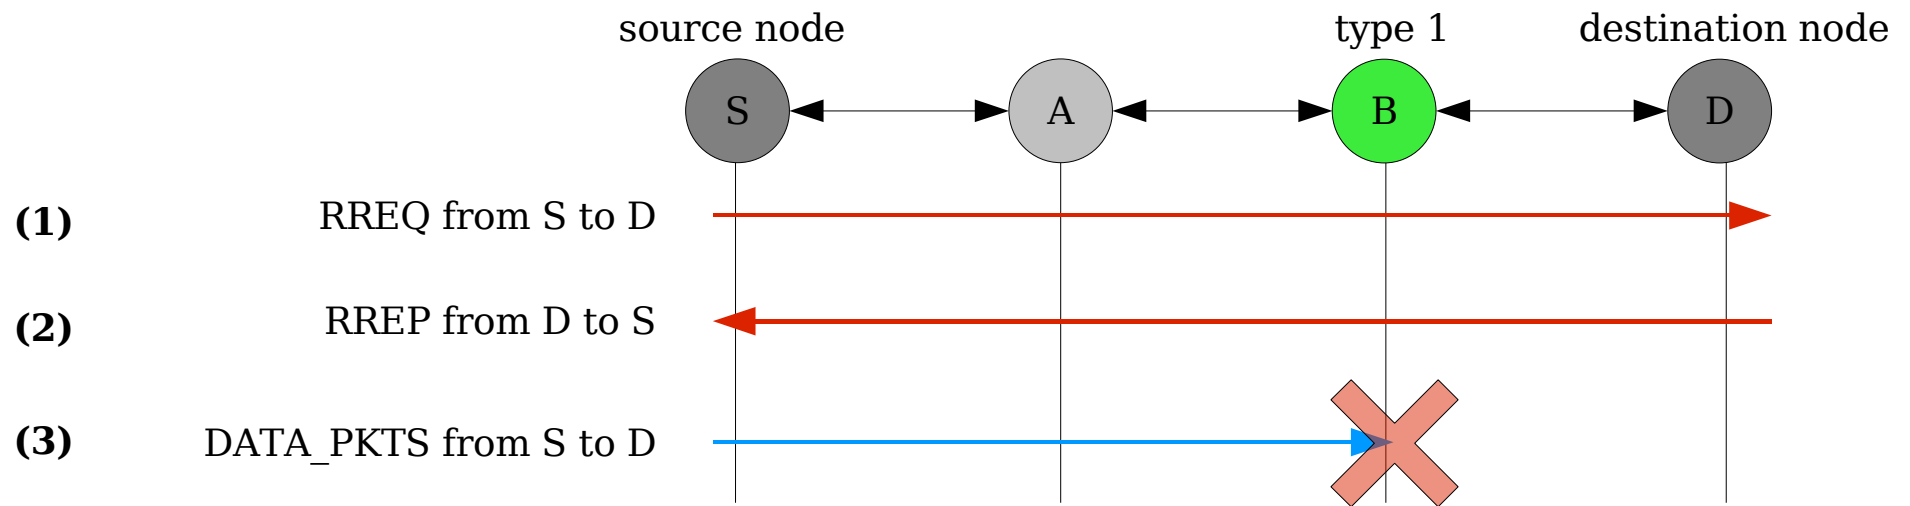 source node
type 1
destination node
S
A
B
D
(1) RREQ from S to D
(2) RREP from D to S
(3) DATA_PKTS from S to D